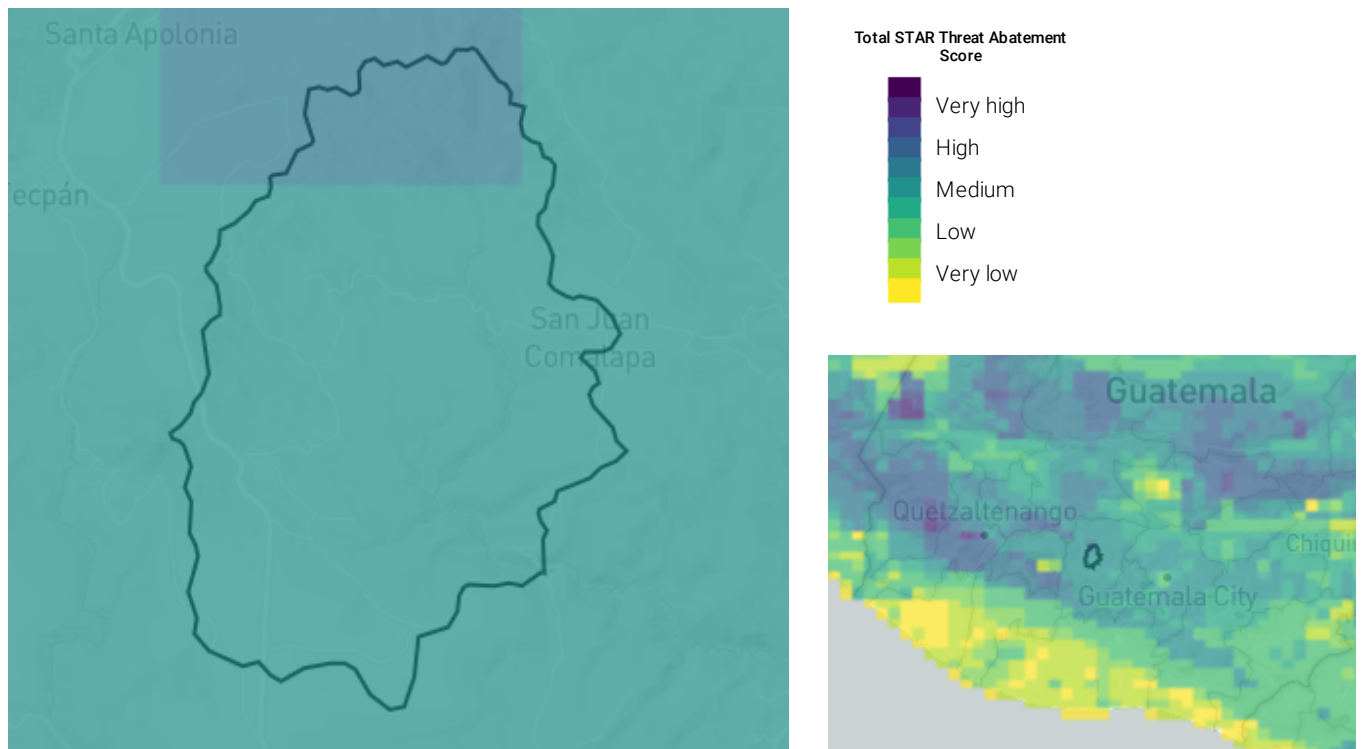 Santa Apolonia
Tecpán
San Juan
Comalapa
Total STAR Threat Abatement
Score
Very high
High
Medium
Low
Very low
Guatemala
Quetzaltenango
Chiqui
Guatemala City